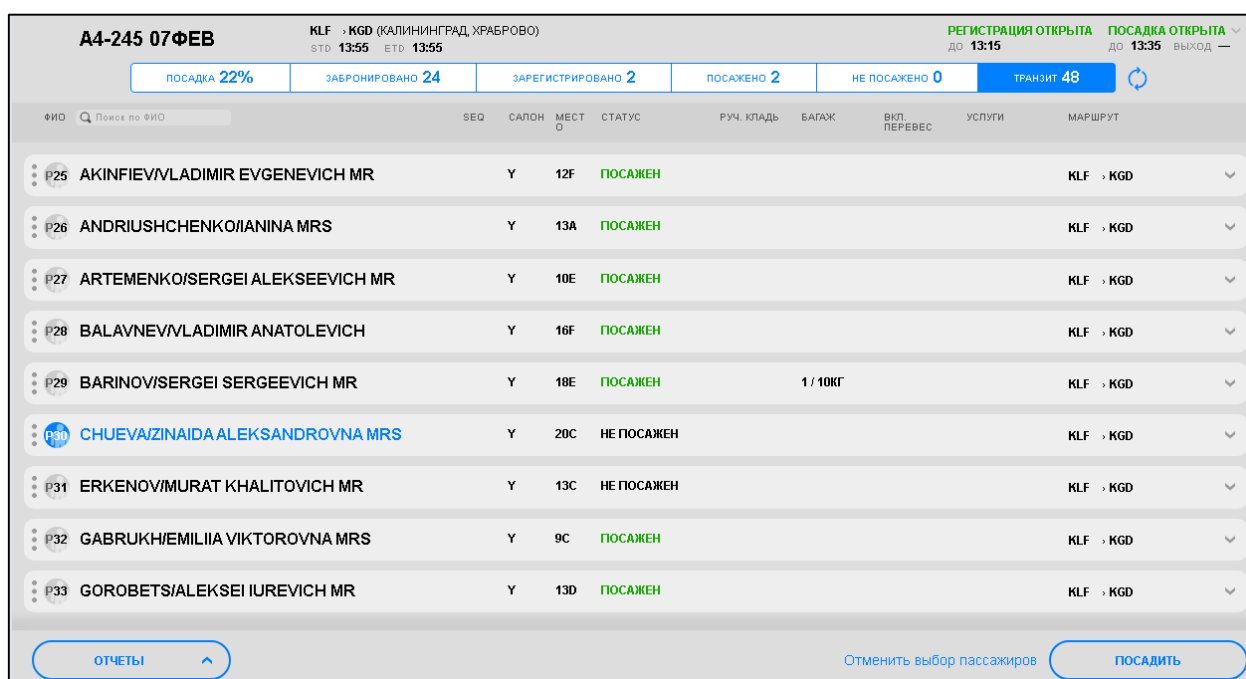 А4-245 07ФЕВ
KLF › KGD (КАЛИНИНГРАД, ХРАБРОВО)
STD 13:55 ETD 13:55
РЕГИСТРАЦИЯ ОТКРЫТА
ДО 13:15
ПОСАДКА ОТКРЫТА
ДО 13:35 ВЫХОД —
ПОСАДКА 22% ЗАБРОНИРОВАНО 24 ЗАРЕГИСТРИРОВАНО 2 ПОСАЖЕНО 2 НЕ ПОСАЖЕНО 0 ТРАНЗИТ 48
ФИО Поиск по ФИО SEQ САЛОН МЕСТО СТАТУС РУЧ. КЛАДЬ БАГАЖ ВКЛ. ПЕРЕВЕС УСЛУГИ МАРШРУТ
P25 AKINFIEV/VLADIMIR EVGENEVICH MR Y 12F ПОСАЖЕН KLF › KGD
P26 ANDRIUSHCHENKO/IANINA MRS Y 13A ПОСАЖЕН KLF › KGD
P27 ARTEMENKO/SERGEI ALEKSEEVICH MR Y 10E ПОСАЖЕН KLF › KGD
P28 BALAVNEV/VLADIMIR ANATOLEVICH Y 16F ПОСАЖЕН KLF › KGD
P29 BARINOV/SERGEI SERGEEVICH MR Y 18E ПОСАЖЕН 1 / 10КГ KLF › KGD
P30 CHUEVA/ZINAIDA ALEKSANDROVNA MRS Y 20C НЕ ПОСАЖЕН KLF › KGD
P31 ERKENOV/MURAT KHALITOVICH MR Y 13C НЕ ПОСАЖЕН KLF › KGD
P32 GABRUKH/EMILIIA VIKTOROVNA MRS Y 9C ПОСАЖЕН KLF › KGD
P33 GOROBETS/ALEKSEI IUREVICH MR Y 13D ПОСАЖЕН KLF › KGD
ОТЧЕТЫ Отменить выбор пассажиров ПОСАДИТЬ